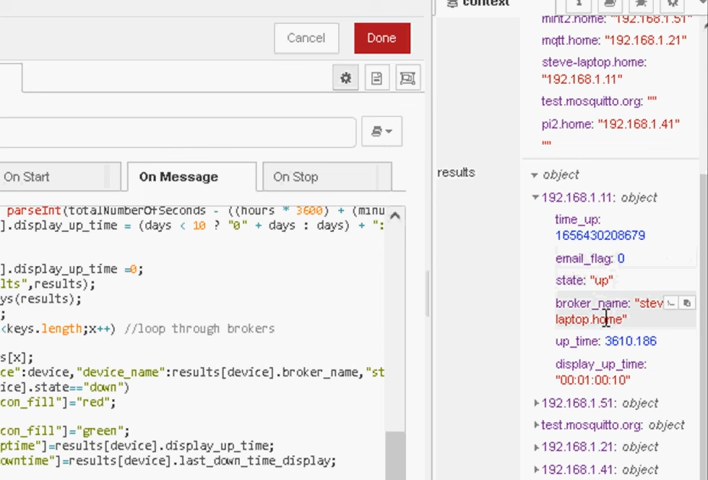 context
Cancel
Done
On Start
On Message
On Stop
parseInt(totalNumberOfSeconds - ((hours * 3600) + (minu
].display_up_time = (days < 10 ? "0" + days : days) + ":
].display_up_time =0;
lts",results);
ys(results);
;
<keys.length;x++) //loop through brokers
s[x];
ce":device,"device_name":results[device].broker_name,"st
ice].state=="down")
con_fill"]="red";
con_fill"]="green";
ptime"]=results[device].display_up_time;
owntime"]=results[device].last_down_time_display;
mint2.home: "192.168.1.51"
mqtt.home: "192.168.1.21"
steve-laptop.home:
"192.168.1.11"
test.mosquitto.org: ""
pi2.home: "192.168.1.41"
""
results
object
192.168.1.11: object
time_up:
1656430208679
email_flag: 0
state: "up"
broker_name: "stev
laptop.home"
up_time: 3610.186
display_up_time:
"00:01:00:10"
192.168.1.51: object
test.mosquitto.org: object
192.168.1.21: object
192.168.1.41: object